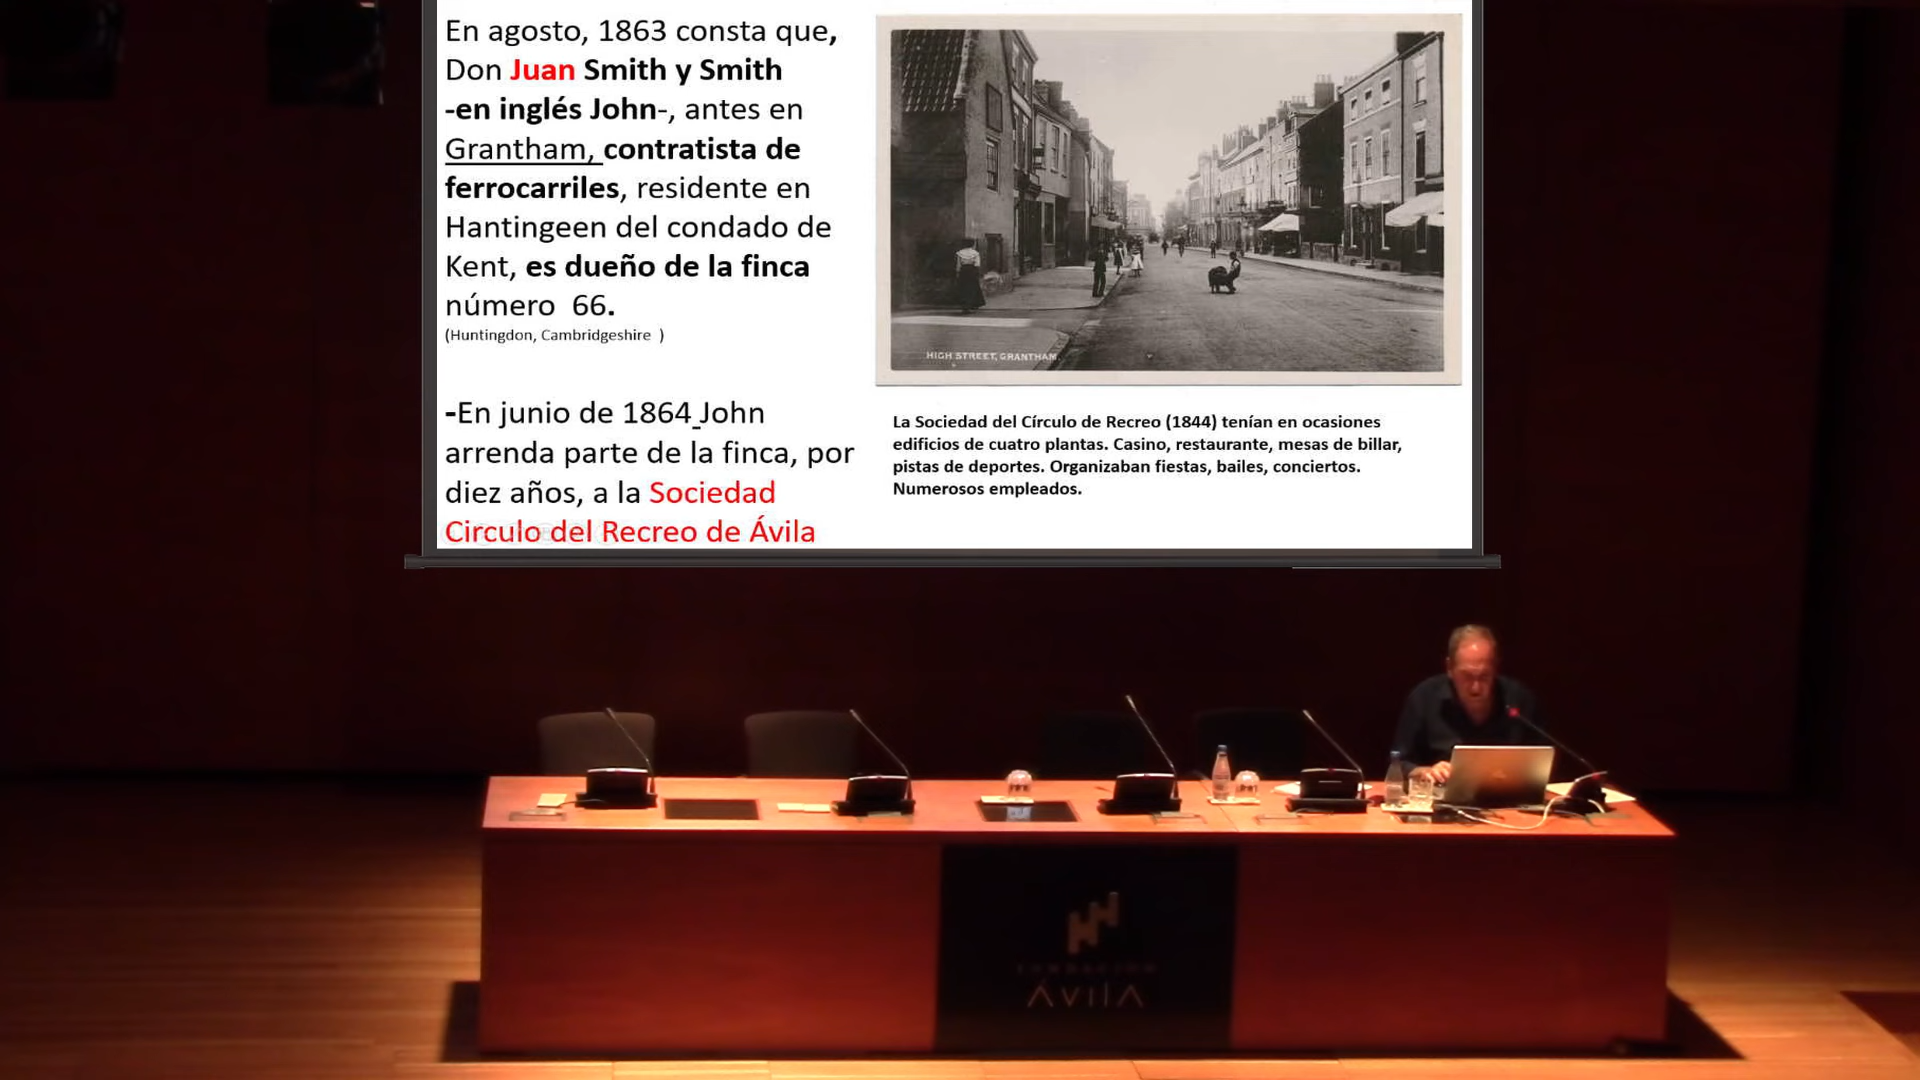 En agosto, 1863 consta que,
Don Juan Smith y Smith
-en inglés John-, antes en
Grantham, contratista de
ferrocarriles, residente en
Hantingeen del condado de
Kent, es dueño de la finca
número 66.
(Huntingdon, Cambridgeshire )
-En junio de 1864 John
arrenda parte de la finca, por
diez años, a la Sociedad
Circulo del Recreo de Ávila
HIGH STREET, GRANTHAM.
La Sociedad del Círculo de Recreo (1844) tenían en ocasiones
edificios de cuatro plantas. Casino, restaurante, mesas de billar,
pistas de deportes. Organizaban fiestas, bailes, conciertos.
Numerosos empleados.
FUNDACIÓN
ÁVILA